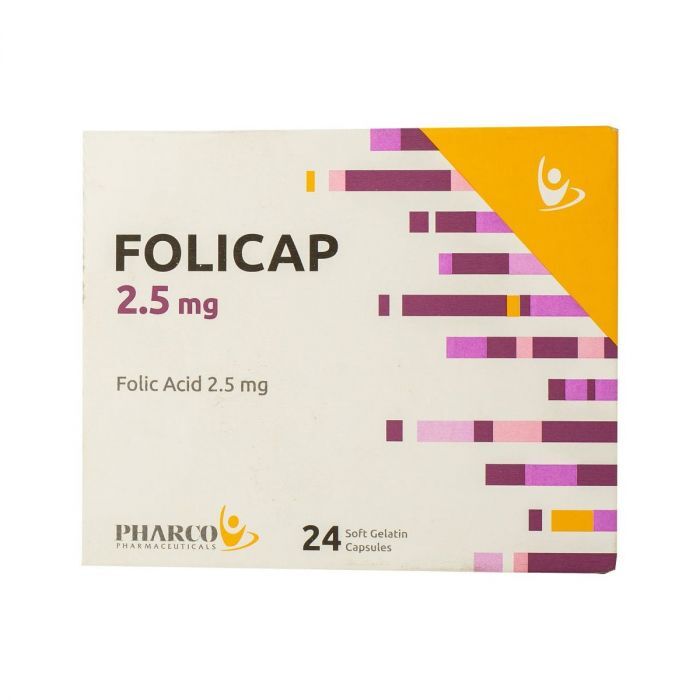 FOLICAP
2.5 mg
Folic Acid 2.5 mg
PHARCO
PHARMACEUTICALS
24 Soft Gelatin
Capsules